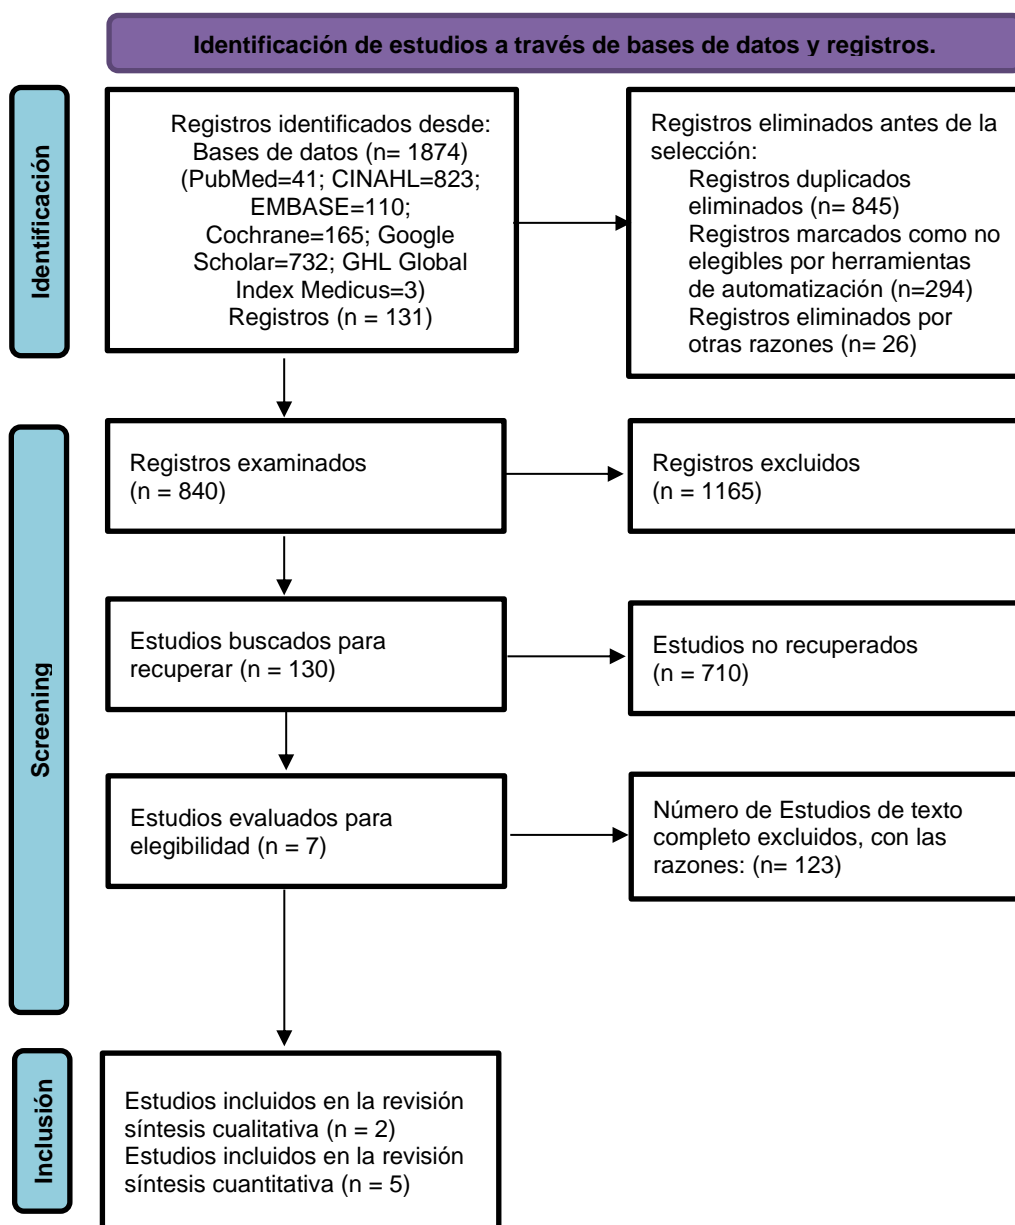 Identificación de estudios a través de bases de datos y registros.
Identificación
Registros identificados desde:
Bases de datos (n= 1874)
(PubMed=41; CINAHL=823;
EMBASE=110;
Cochrane=165; Google
Scholar=732; GHL Global
Index Medicus=3)
Registros (n = 131)
Registros eliminados antes de la
selección:
Registros duplicados
eliminados (n= 845)
Registros marcados como no
elegibles por herramientas
de automatización (n=294)
Registros eliminados por
otras razones (n= 26)
Screening
Registros examinados
(n = 840)
Registros excluidos
(n = 1165)
Estudios buscados para
recuperar (n = 130)
Estudios no recuperados
(n = 710)
Estudios evaluados para
elegibilidad (n = 7)
Número de Estudios de texto
completo excluidos, con las
razones: (n= 123)
Inclusión
Estudios incluidos en la revisión
síntesis cualitativa (n = 2)
Estudios incluidos en la revisión
síntesis cuantitativa (n = 5)